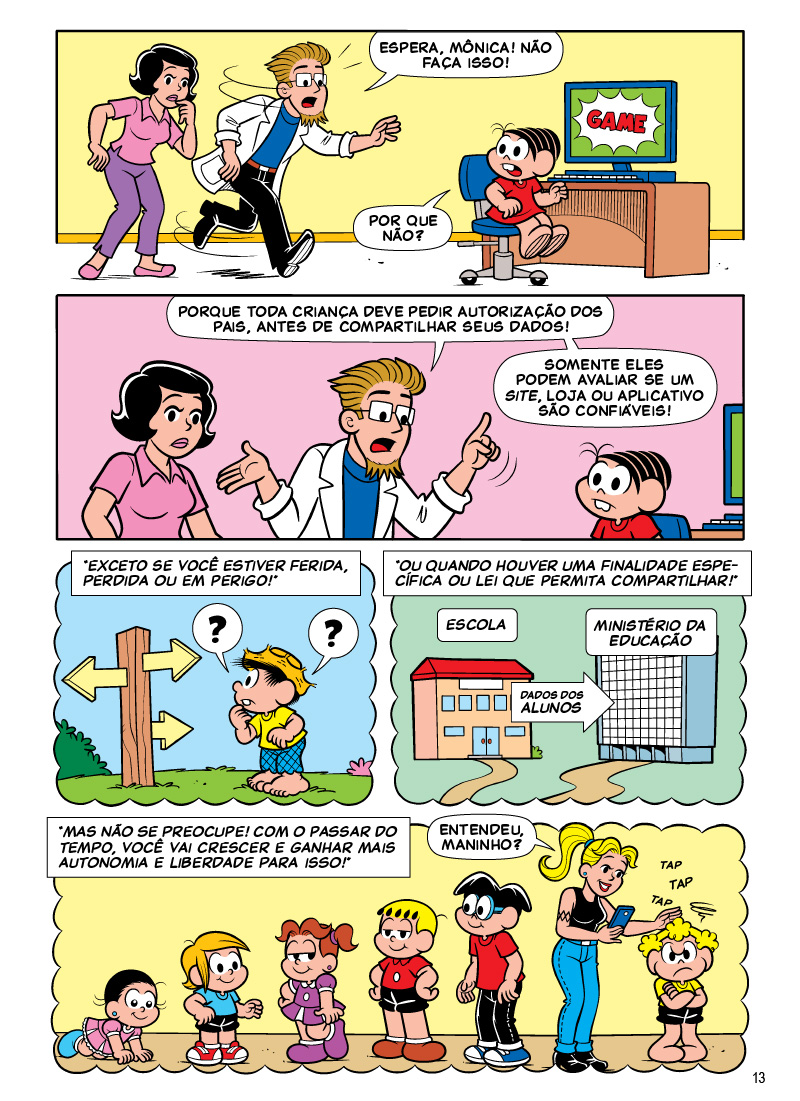 ESPERA, MÔNICA! NÃO
FAÇA ISSO!
GAME
POR QUE
NÃO?
PORQUE TODA CRIANÇA DEVE PEDIR AUTORIZAÇÃO DOS
PAIS, ANTES DE COMPARTILHAR SEUS DADOS!
SOMENTE ELES
PODEM AVALIAR SE UM
SITE, LOJA OU APLICATIVO
SÃO CONFIÁVEIS!
"EXCETO SE VOCÊ ESTIVER FERIDA,
PERDIDA OU EM PERIGO!"
?
?
"OU QUANDO HOUVER UMA FINALIDADE ESPE-
CÍFICA OU LEI QUE PERMITA COMPARTILHAR!"
ESCOLA
MINISTÉRIO DA
EDUCAÇÃO
DADOS DOS
ALUNOS
"MAS NÃO SE PREOCUPE! COM O PASSAR DO
TEMPO, VOCÊ VAI CRESCER E GANHAR MAIS
AUTONOMIA E LIBERDADE PARA ISSO!"
ENTENDEU,
MANINHO?
TAP
TAP
TAP
13